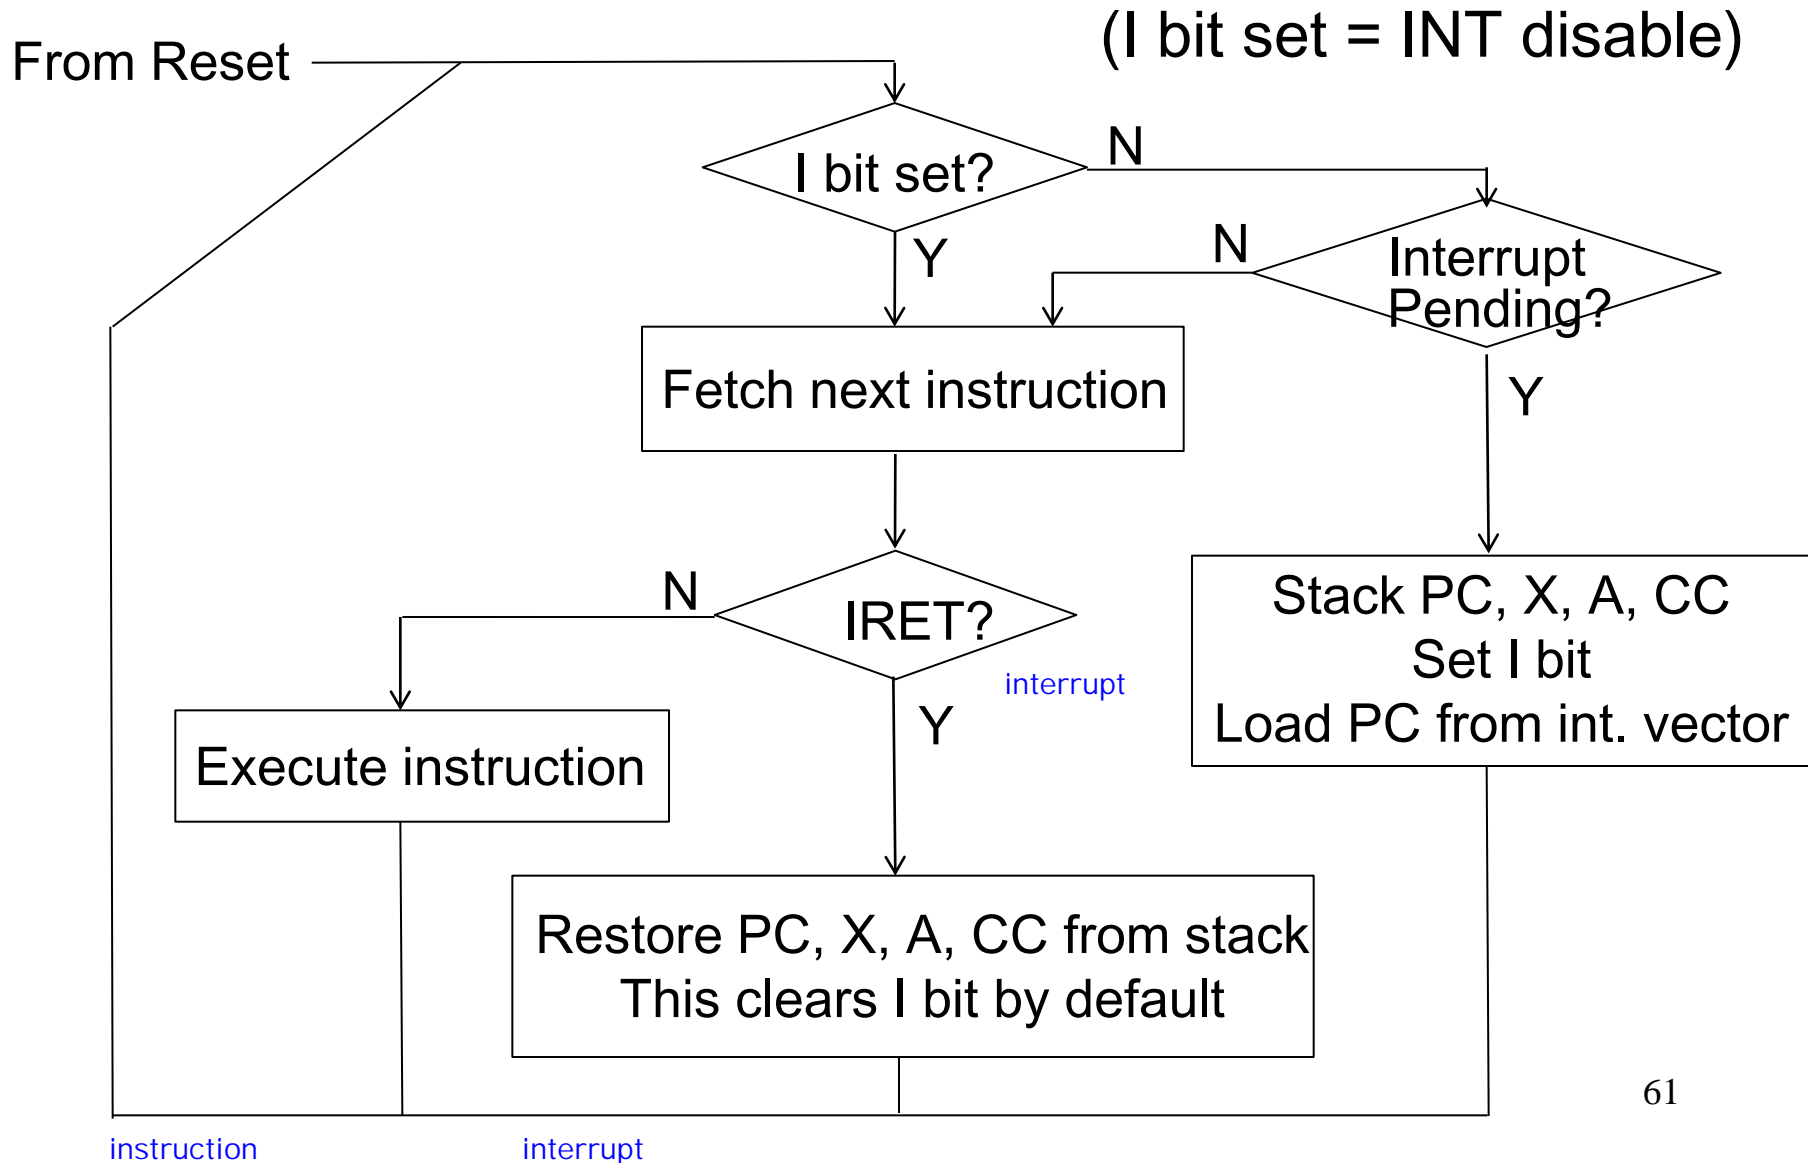 (I bit set = INT disable)
From Reset
I bit set?
N
Y
N
Interrupt
Pending?
Fetch next instruction
Y
N
IRET?
interrupt
Y
Stack PC, X, A, CC
Set I bit
Load PC from int. vector
Execute instruction
Restore PC, X, A, CC from stack
This clears I bit by default
61
instruction
interrupt